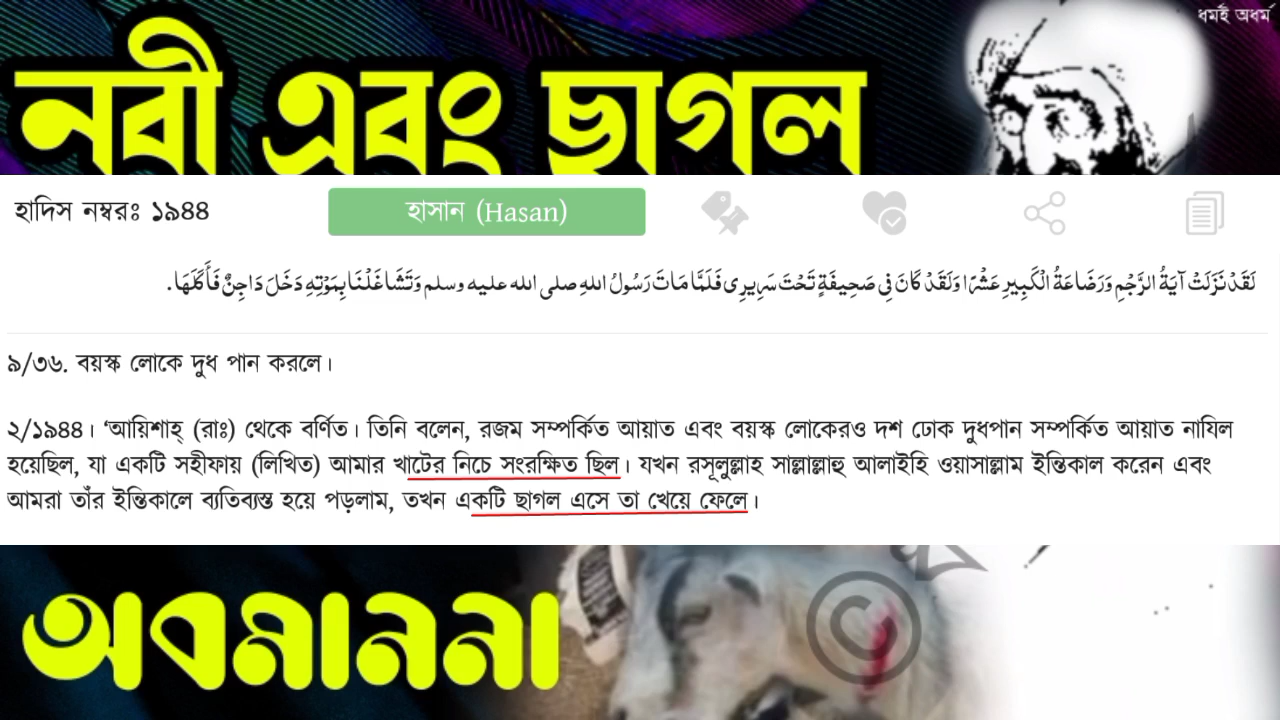 ধর্মই অধর্ম
নবী এবং ছাগল
হাদিস নম্বরঃ ১৯৪৪
হাসান (Hasan)
لَقَدْ نَزَلَتْ آيَةُ الرَّجْمِ وَرَضَاعَةُ الْكَبِيرِ عَشْرًا وَلَقَدْ كَانَ فِي صَحِيفَةٍ تَحْتَ سَرِيرِي فَلَمَّا مَاتَ رَسُولُ اللهِ صلى الله عليه وسلم وَتَشَاغَلْنَا بِمَوْتِهِ دَخَلَ دَاجِنٌ فَأَكَلَهَا.
৯/৩৬. বয়স্ক লোকে দুধ পান করলে।
২/১৯৪৪। ‘আয়িশাহ্ (রাঃ) থেকে বর্ণিত। তিনি বলেন, রজম সম্পর্কিত আয়াত এবং বয়স্ক লোকেরও দশ ঢোক দুধপান সম্পর্কিত আয়াত নাযিল
হয়েছিল, যা একটি সহীফায় (লিখিত) আমার খাটের নিচে সংরক্ষিত ছিল। যখন রসূলুল্লাহ সাল্লাল্লাহু আলাইহি ওয়াসাল্লাম ইন্তিকাল করেন এবং
আমরা তাঁর ইন্তিকালে ব্যতিব্যস্ত হয়ে পড়লাম, তখন একটি ছাগল এসে তা খেয়ে ফেলে।
অবমাননা
©